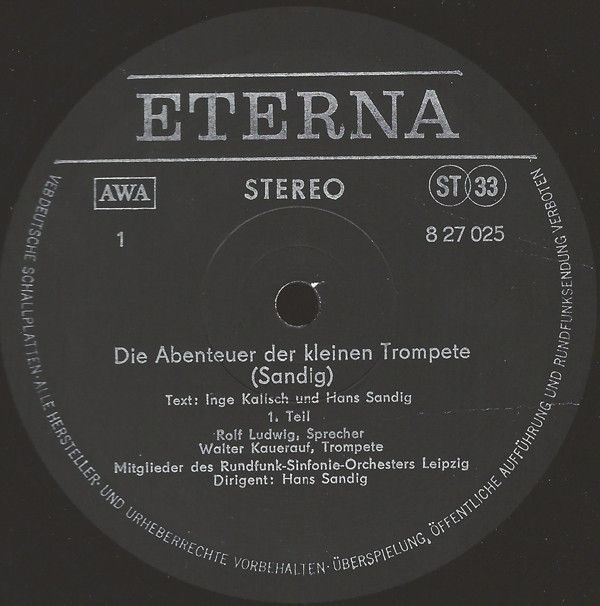 ETERNA
AWA
STEREO
ST 33
1
8 27 025
Die Abenteuer der kleinen Trompete
(Sandig)
Text: Inge Kalisch und Hans Sandig
1. Teil
Rolf Ludwig, Sprecher
Walter Kauerauf, Trompete
Mitglieder des Rundfunk-Sinfonie-Orchesters Leipzig
Dirigent: Hans Sandig
VEB DEUTSCHE SCHALLPLATTEN · ALLE HERSTELLER- UND URHEBERRECHTE VORBEHALTEN · ÜBERSPIELUNG, ÖFFENTLICHE AUFFÜHRUNG UND RUNDFUNKSENDUNG VERBOTEN